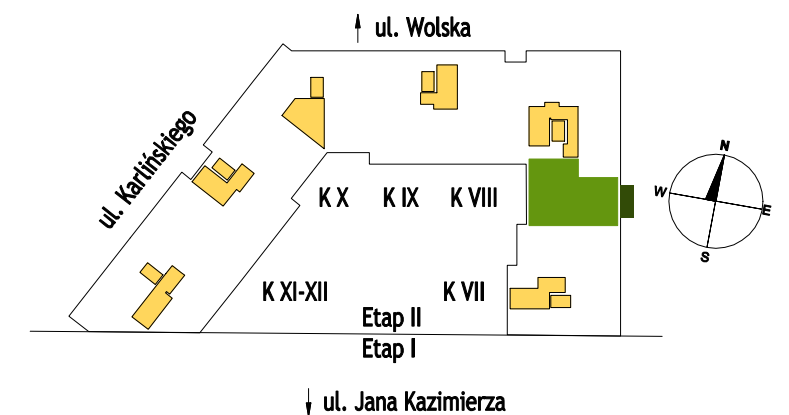 ul. Wolska
ul. Karlińskiego
N
W
E
S
K X
K IX
K VIII
K XI-XII
K VII
Etap II
Etap I
ul. Jana Kazimierza